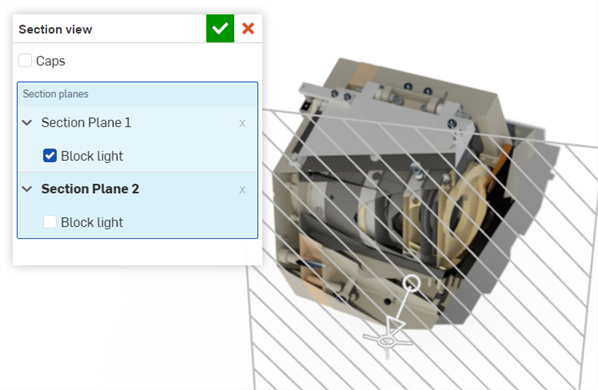 Section view
Caps
Section planes
Section Plane 1 x
Block light
Section Plane 2 x
Block light